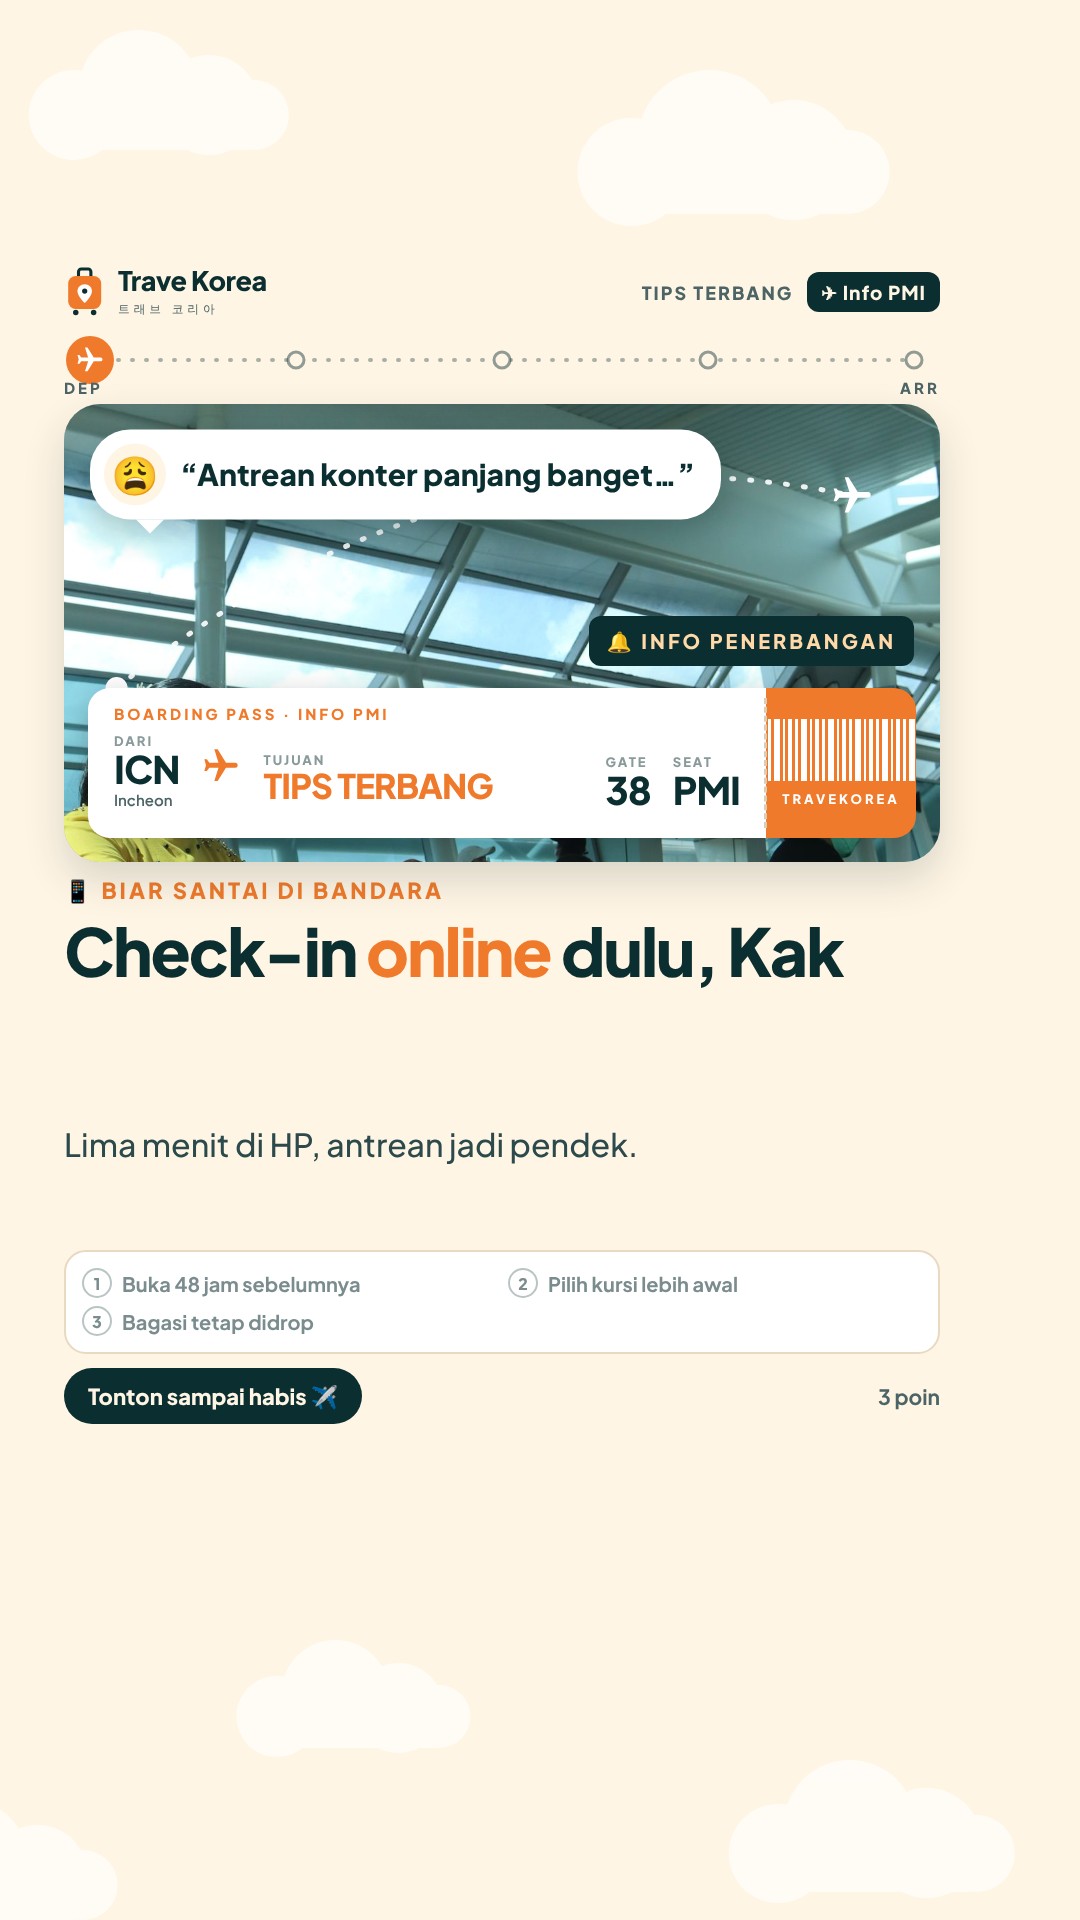 Trave Korea
트래브 코리아
TIPS TERBANG
✈ Info PMI
DEP
ARR
😩 “Antrean konter panjang banget…”
🔔 INFO PENERBANGAN
BOARDING PASS · INFO PMI
DARI
ICN
Incheon
TUJUAN
TIPS TERBANG
GATE
38
SEAT
PMI
TRAVEKOREA
📱 BIAR SANTAI DI BANDARA
Check-in online dulu, Kak
Lima menit di HP, antrean jadi pendek.
1 Buka 48 jam sebelumnya
2 Pilih kursi lebih awal
3 Bagasi tetap didrop
Tonton sampai habis ✈️
3 poin